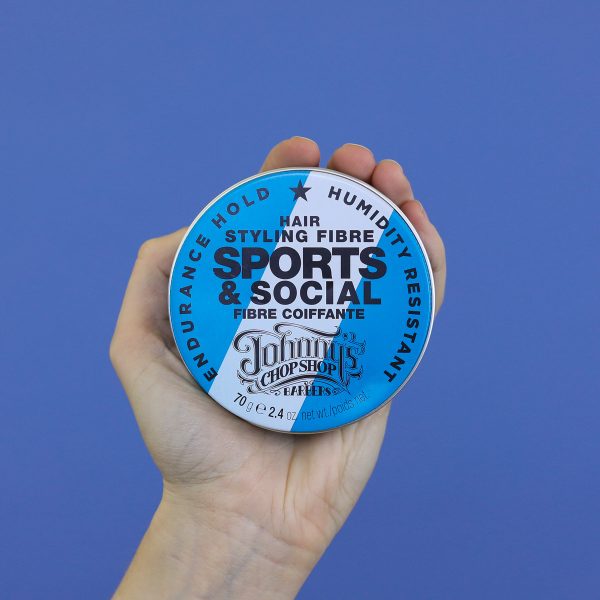 ENDURANCE HOLD ★ HUMIDITY RESISTANT
HAIR
STYLING FIBRE
SPORTS
& SOCIAL
FIBRE COIFFANTE
Johnny's
CHOP SHOP
BARBERS
70 g ℮ 2.4 oz. net wt./poids net